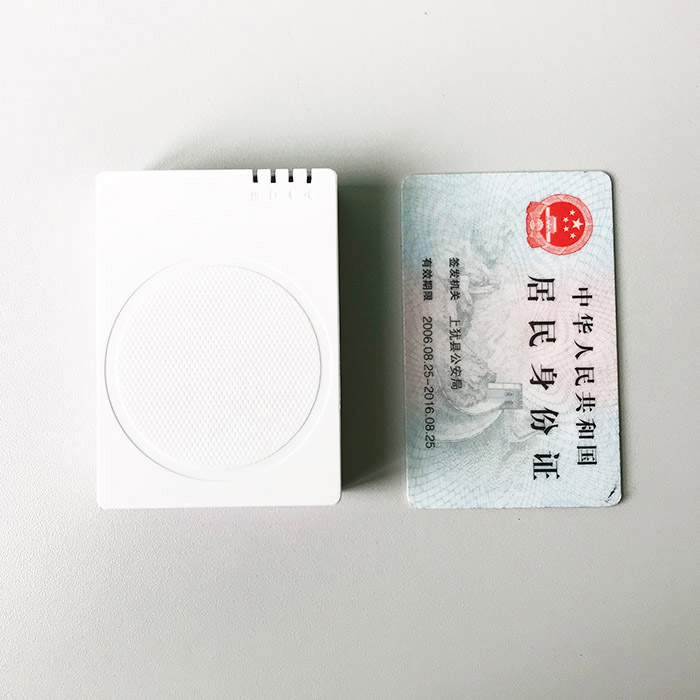 中华人民共和国
居民身份证
签发机关 上犹县公安局
有效期限 2006.08.25-2016.08.25